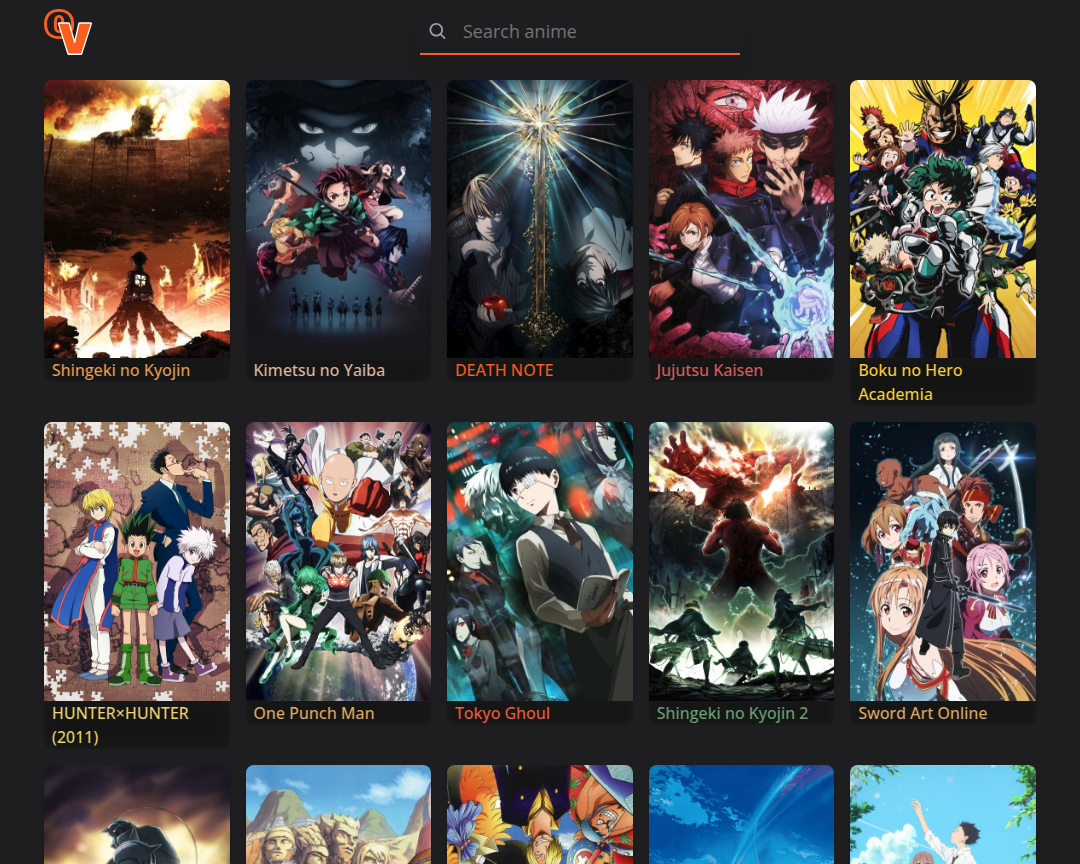 OV
Search anime
Shingeki no Kyojin
Kimetsu no Yaiba
DEATH NOTE
Jujutsu Kaisen
Boku no Hero
Academia
HUNTER×HUNTER
(2011)
One Punch Man
Tokyo Ghoul
Shingeki no Kyojin 2
Sword Art Online